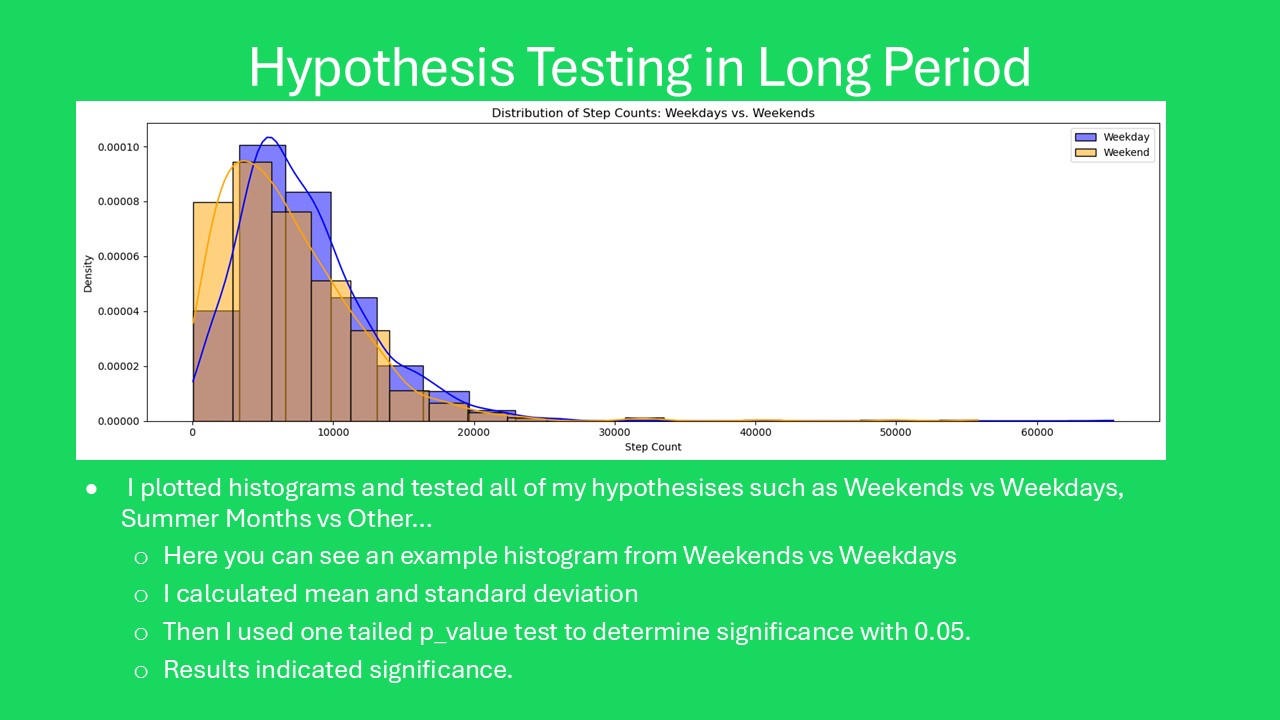 Hypothesis Testing in Long Period
Distribution of Step Counts: Weekdays vs. Weekends
Weekday
Weekend
0.00010
0.00008
0.00006
0.00004
0.00002
0.00000
Density
0 10000 20000 30000 40000 50000 60000
Step Count
● I plotted histograms and tested all of my hypothesises such as Weekends vs Weekdays,
Summer Months vs Other...
o Here you can see an example histogram from Weekends vs Weekdays
o I calculated mean and standard deviation
o Then I used one tailed p_value test to determine significance with 0.05.
o Results indicated significance.